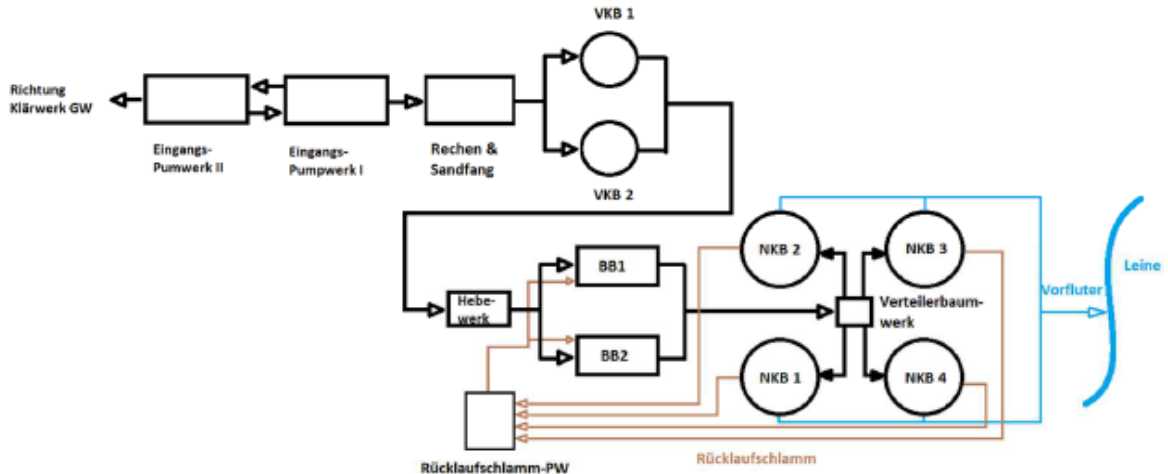 VKB 1
Richtung
Klärwerk GW
Eingangs-
Pumwerk II
Eingangs-
Pumpwerk I
Rechen &
Sandfang
VKB 2
NKB 2
NKB 3
Leine
BB1
Hebe-
werk
Vorfluter
Verteilerbaum-
werk
BB2
NKB 1
NKB 4
Rücklaufschlamm
Rücklaufschlamm-PW